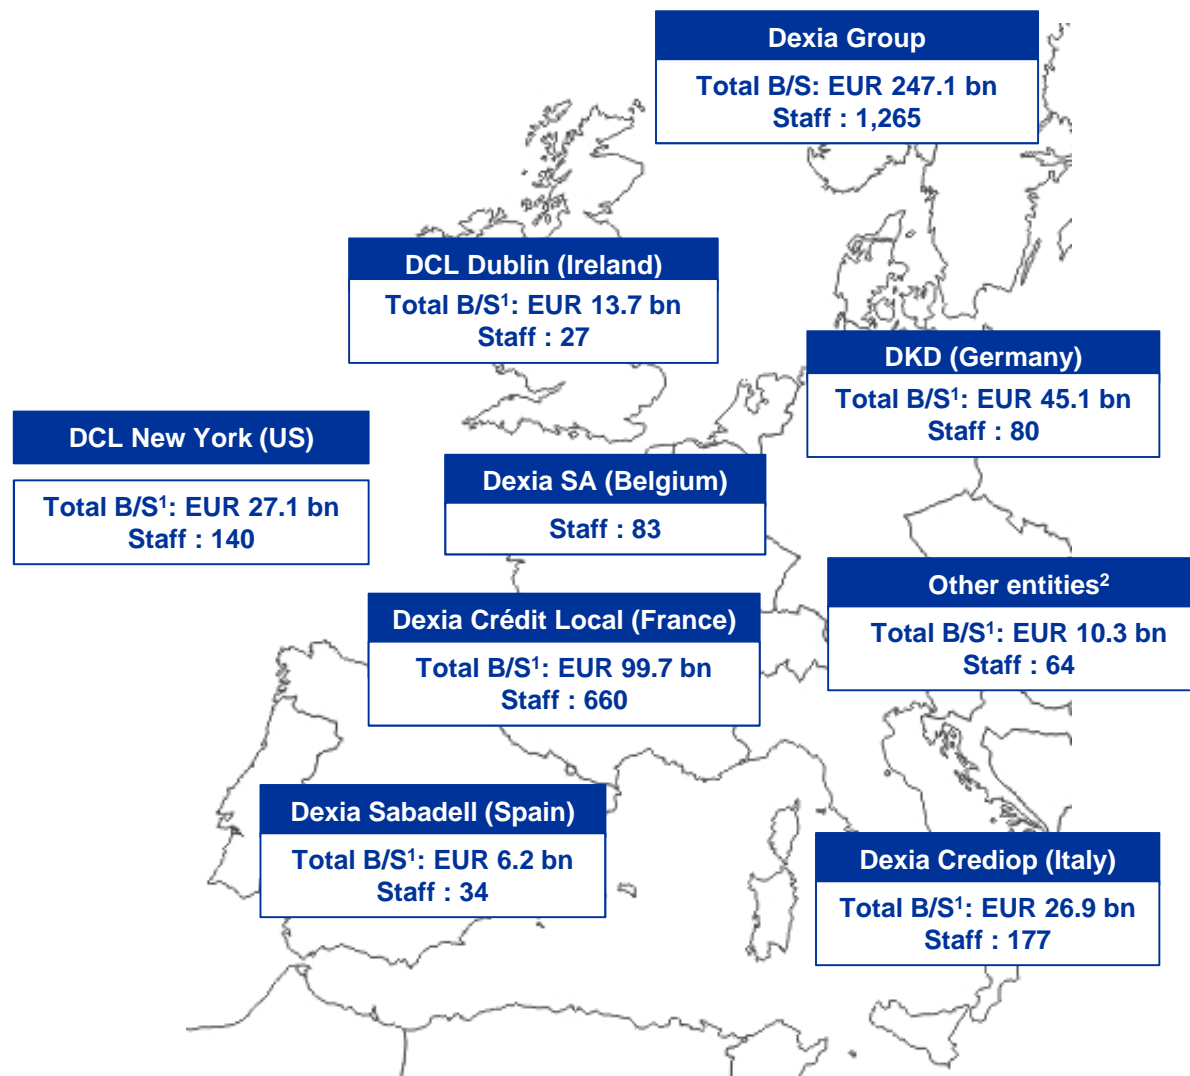 Dexia Group
Total B/S: EUR 247.1 bn
Staff : 1,265
DCL Dublin (Ireland)
Total B/S¹: EUR 13.7 bn
Staff : 27
DKD (Germany)
Total B/S¹: EUR 45.1 bn
Staff : 80
DCL New York (US)
Total B/S¹: EUR 27.1 bn
Staff : 140
Dexia SA (Belgium)
Staff : 83
Other entities²
Total B/S¹: EUR 10.3 bn
Staff : 64
Dexia Crédit Local (France)
Total B/S¹: EUR 99.7 bn
Staff : 660
Dexia Sabadell (Spain)
Total B/S¹: EUR 6.2 bn
Staff : 34
Dexia Crediop (Italy)
Total B/S¹: EUR 26.9 bn
Staff : 177